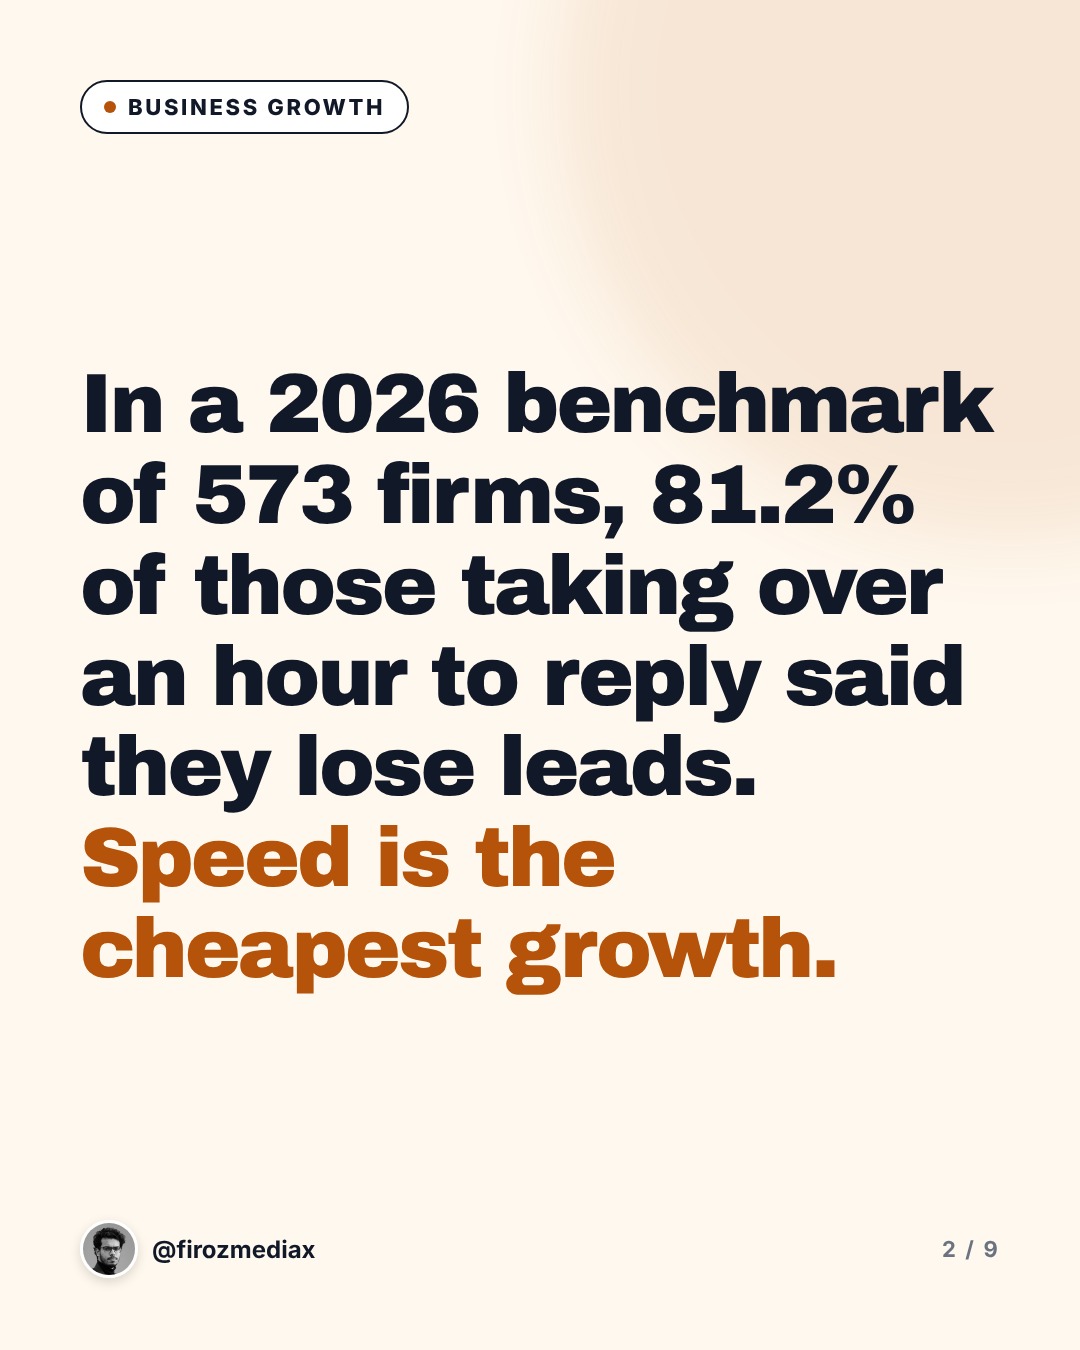 BUSINESS GROWTH
In a 2026 benchmark
of 573 firms, 81.2%
of those taking over
an hour to reply said
they lose leads.
Speed is the
cheapest growth.
@firozmediax
2 / 9